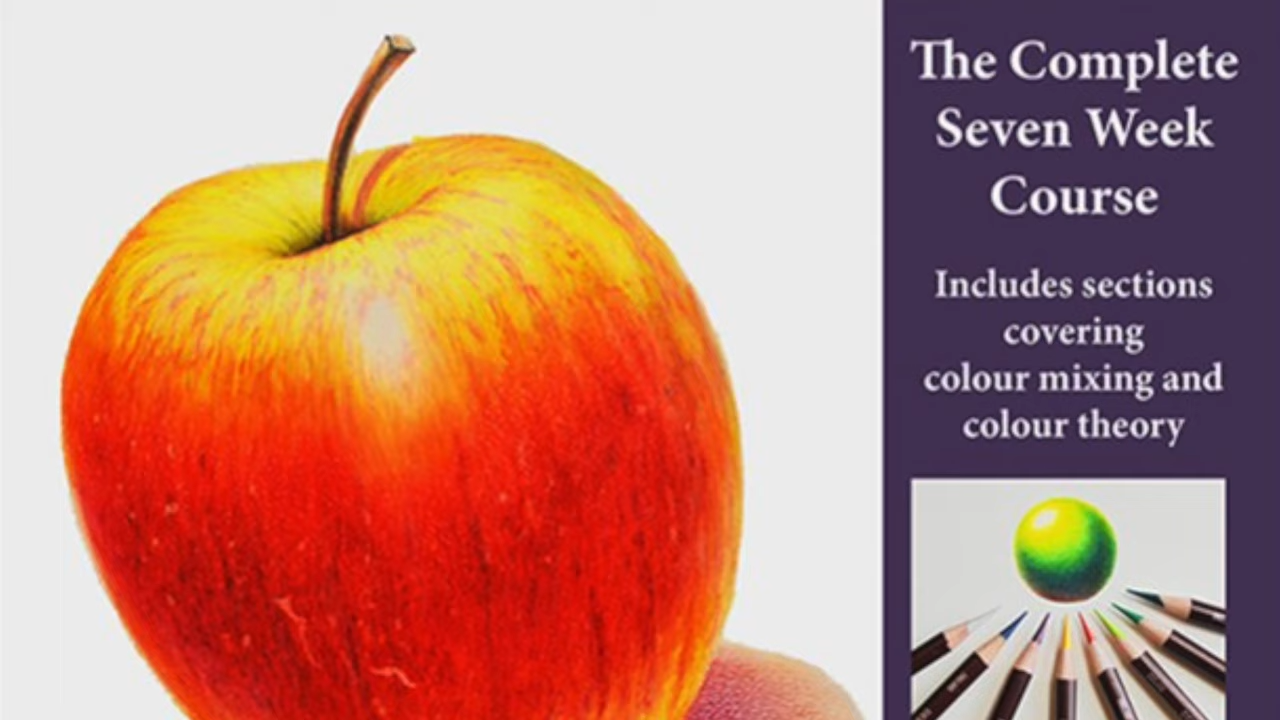 The Complete
Seven Week
Course
Includes sections
covering
colour mixing and
colour theory